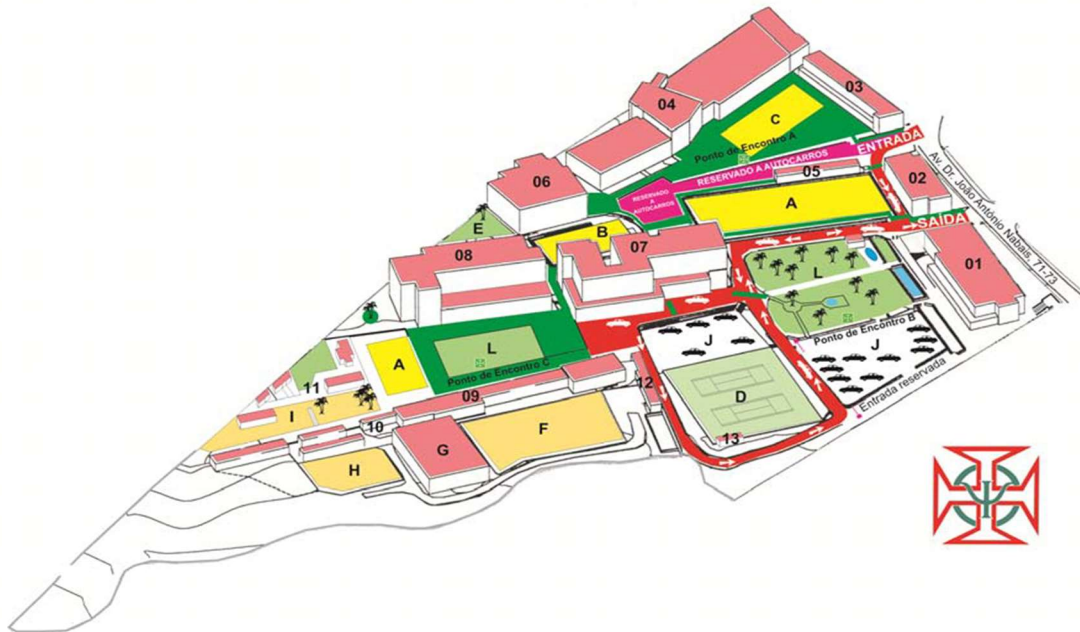 03
04
C
Ponto de Encontro A
ENTRADA
RESERVADO A AUTOCARROS
05
02
Av. Dr. João António Nabais, 71-73
06
RESERVADO
A
AUTOCARROS
A
SAÍDA
E
B
07
08
L
01
J
Ponto de Encontro B
J
A
L
Ponto de Encontro C
11
09
12
D
Entrada reservada
I
10
G
F
13
H